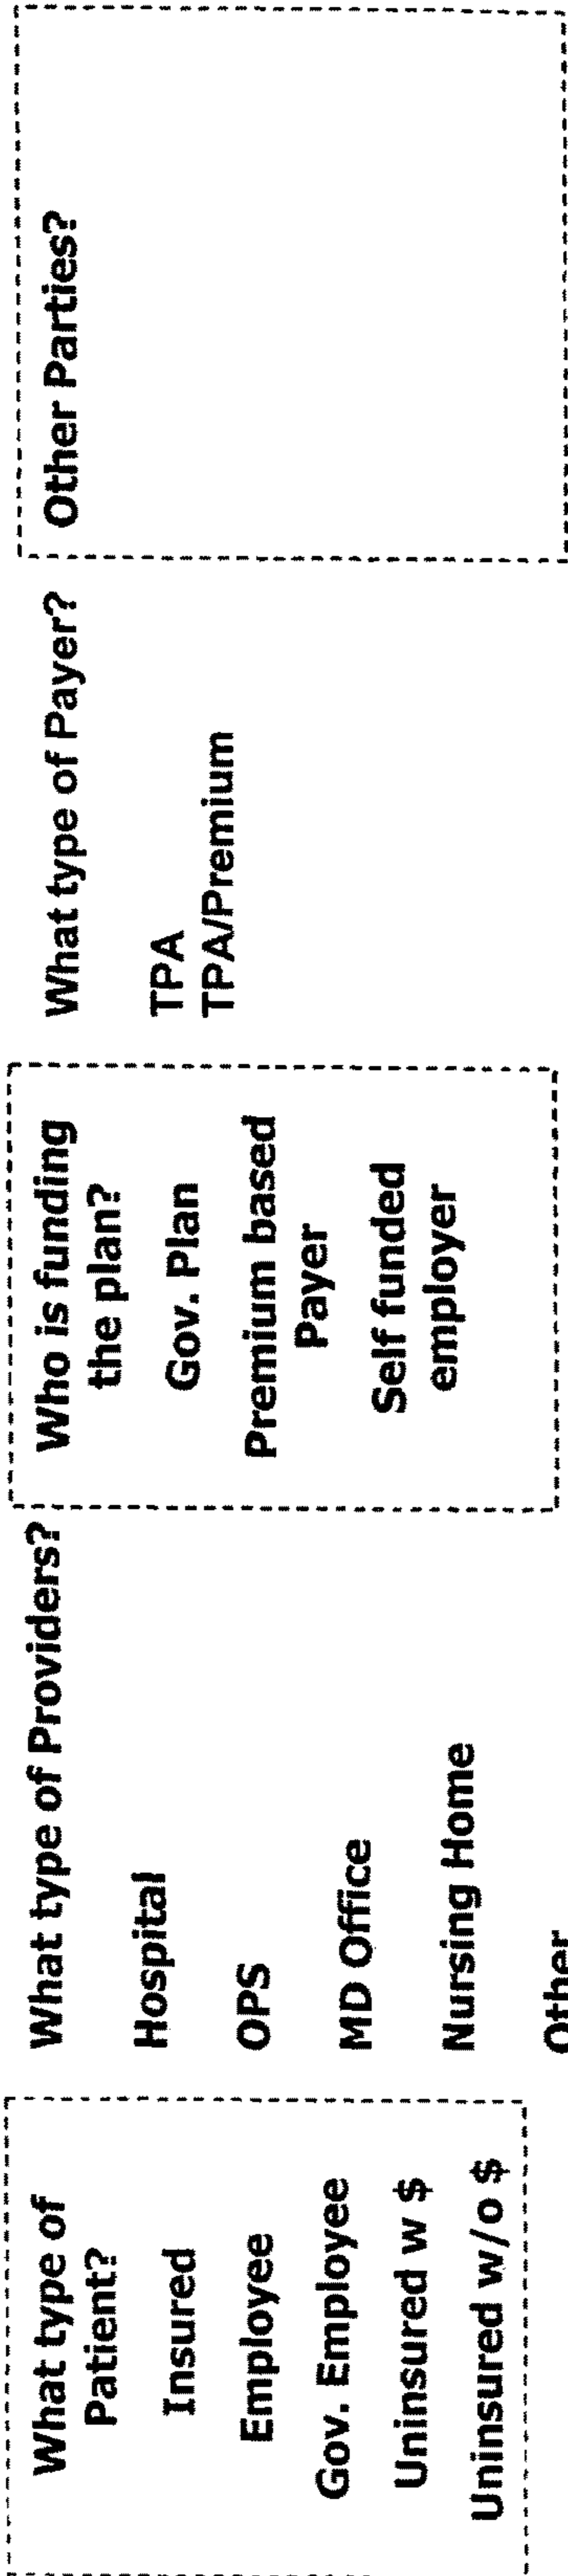 What type of
Patient?
Insured
Employee
Gov. Employee
Uninsured w $
Uninsured w/o $
What type of Providers?
Hospital
OPS
MD Office
Nursing Home
Other
Who is funding
the plan?
Gov. Plan
Premium based
Payer
Self funded
employer
What type of Payer?
TPA
TPA/Premium
Other Parties?